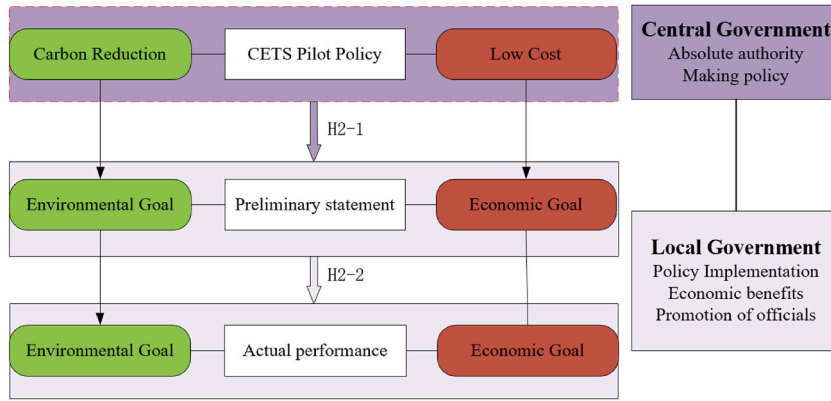 Carbon Reduction
CETS Pilot Policy
Low Cost
H2-1
Environmental Goal
Preliminary statement
Economic Goal
H2-2
Environmental Goal
Actual performance
Economic Goal
Central Government
Absolute authority
Making policy
Local Government
Policy Implementation
Economic benefits
Promotion of officials